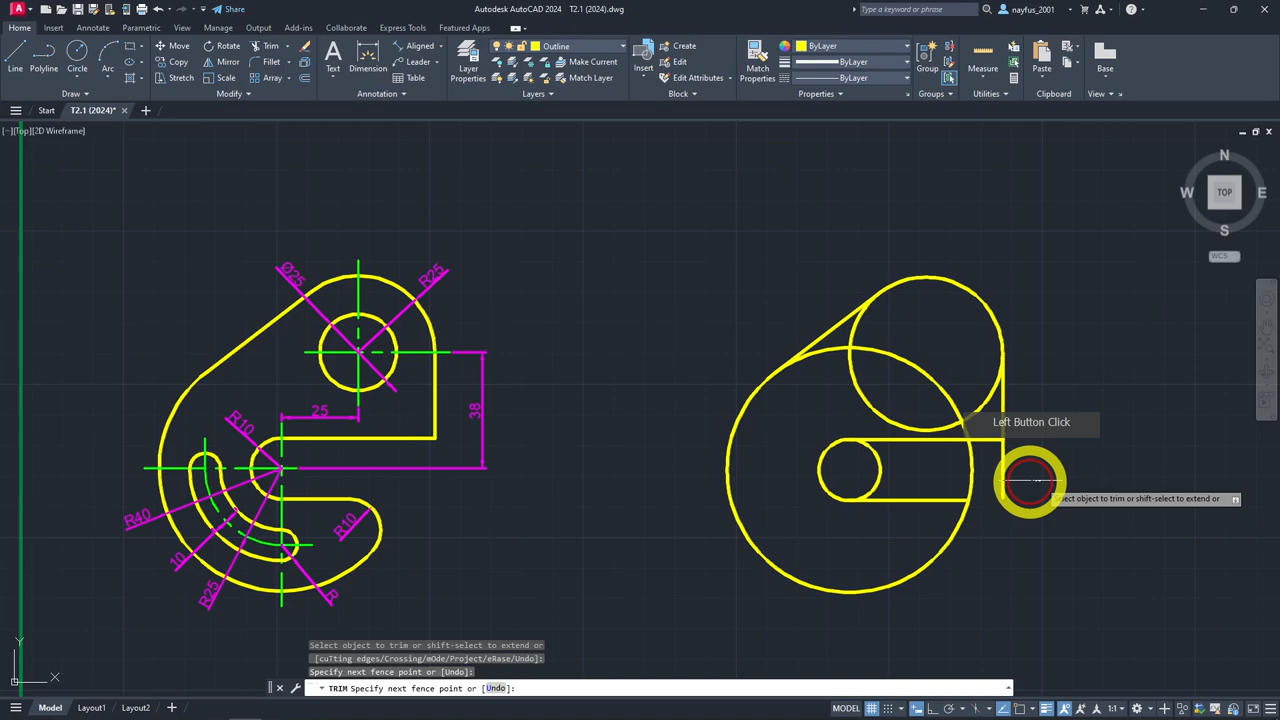 Share
Autodesk AutoCAD 2024 T2.1 (2024).dwg
Type a keyword or phrase
nayfus_2001
Home Insert Annotate Parametric View Manage Output Add-ins Collaborate Express Tools Featured Apps
Line Polyline Circle Arc
Move Rotate Trim
Copy Mirror Fillet
Stretch Scale Array
Text Dimension
Aligned
Leader
Table
Layer Properties
Outline
Make Current
Match Layer
Insert
Create
Edit
Edit Attributes
Match Properties
ByLayer
ByLayer
ByLayer
Group
Measure
Paste
Base
Draw Modify Annotation Layers Block Properties Groups Utilities Clipboard View
Start T2.1 (2024)*
[−][Top][2D Wireframe]
N
W TOP E
S
WCS
Ø25
R25
25
38
R10
R40
10
R25
R10
R
Left Button Click
Select object to trim or shift-select to extend or
Select object to trim or shift-select to extend or
[cuTting edges/Crossing/mOde/Project/eRase/Undo]:
Specify next fence point or [Undo]:
TRIM Specify next fence point or [Undo]:
Y
X
Model Layout1 Layout2
MODEL
1:1